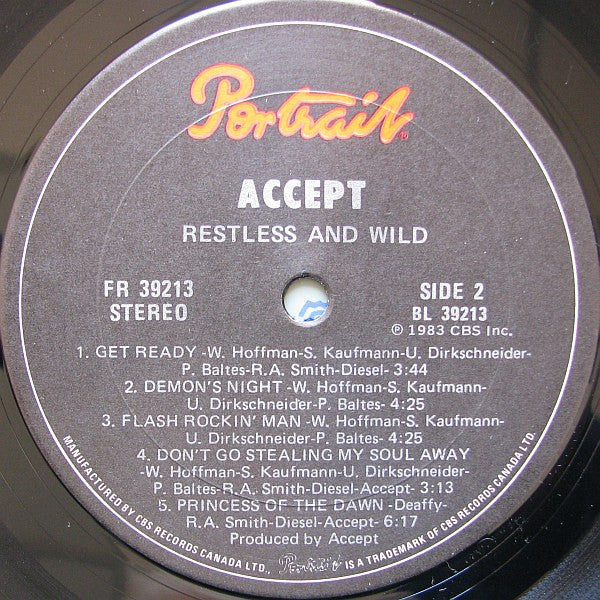 Portrait
ACCEPT
RESTLESS AND WILD
FR 39213
STEREO
SIDE 2
BL 39213
℗ 1983 CBS Inc.
1. GET READY -W. Hoffman-S. Kaufmann-U. Dirkschneider-
P. Baltes-R.A. Smith-Diesel- 3:44
2. DEMON'S NIGHT -W. Hoffman-S. Kaufmann-
U. Dirkschneider-P. Baltes- 4:25
3. FLASH ROCKIN' MAN -W. Hoffman-S. Kaufmann-
U. Dirkschneider-P. Baltes- 4:25
4. DON'T GO STEALING MY SOUL AWAY
-W. Hoffman-S. Kaufmann-U. Dirkschneider-
P. Baltes-R.A. Smith-Diesel-Accept- 3:13
5. PRINCESS OF THE DAWN -Deaffy-
R.A. Smith-Diesel-Accept- 6:17
Produced by Accept
MANUFACTURED BY CBS RECORDS CANADA LTD. Portrait IS A TRADEMARK OF CBS RECORDS CANADA LTD.